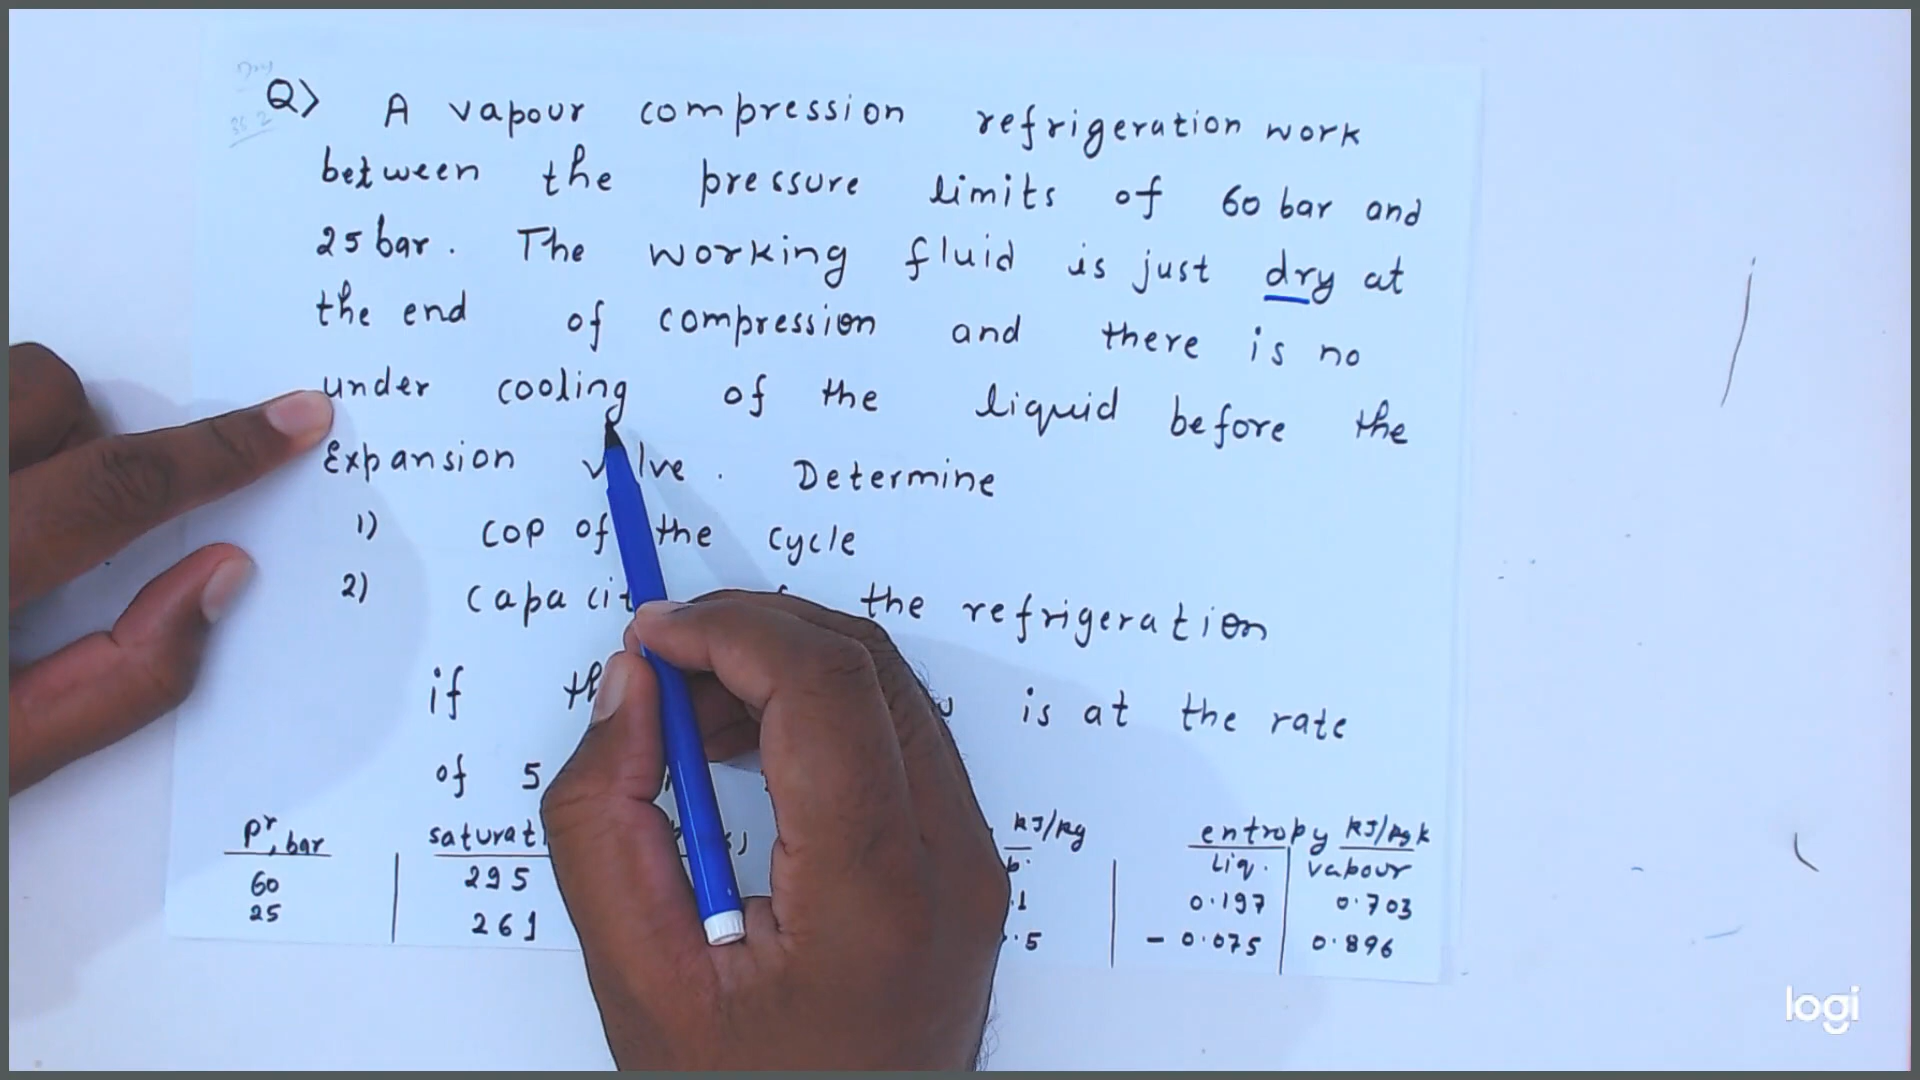 Q) A vapour compression refrigeration work
between the pressure limits of 60 bar and
25 bar. The working fluid is just dry at
the end of compression and there is no
under cooling of the liquid before the
Expansion valve. Determine
1) COP of the cycle
2) the refrigeration
if is at the rate
of 5
Pr, bar kJ/kg entropy kJ/kgk
Liq. vapour
60 295 .1 0.197 0.703
25 261 .5 - 0.075 0.896
logi